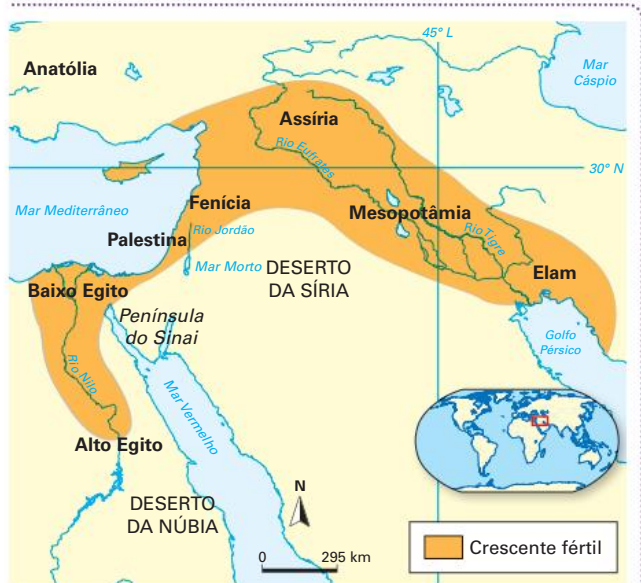 45° L
Mar
Cáspio
Anatólia
Assíria
Rio Eufrates
30° N
Fenícia
Mesopotâmia
Mar Mediterrâneo
Rio Jordão
Rio Tigre
Palestina
Mar Morto
DESERTO
DA SÍRIA
Elam
Baixo Egito
Península
do Sinai
Golfo
Pérsico
Rio Nilo
Mar Vermelho
Alto Egito
DESERTO
DA NÚBIA
N
0 295 km
Crescente fértil